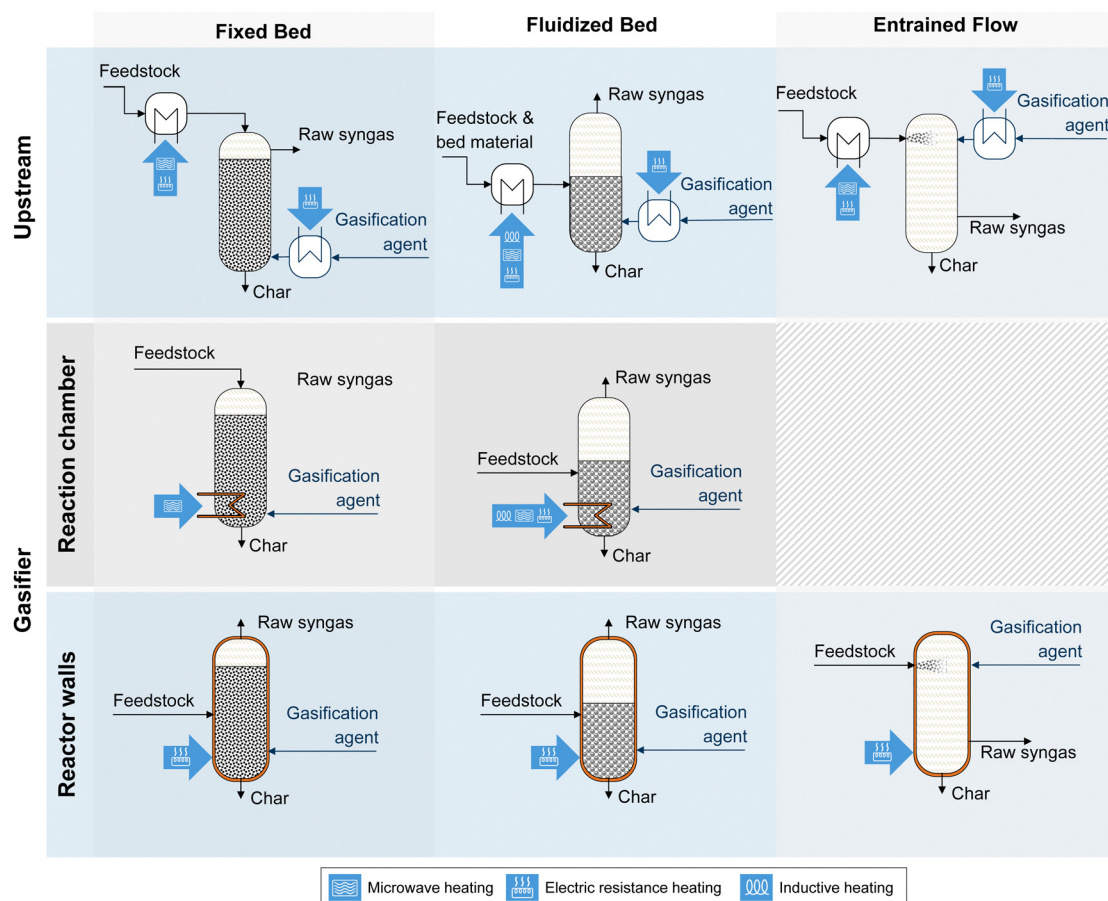 Fixed Bed
Fluidized Bed
Entrained Flow
Upstream
Feedstock
Raw syngas
Gasification
agent
Char
Raw syngas
Feedstock &
bed material
Gasification
agent
Char
Feedstock
Gasification
agent
Raw syngas
Char
Gasifier
Reaction chamber
Feedstock
Raw syngas
Gasification
agent
Char
Raw syngas
Feedstock
Gasification
agent
Char
Reactor walls
Raw syngas
Feedstock
Gasification
agent
Char
Raw syngas
Feedstock
Gasification
agent
Char
Feedstock
Gasification
agent
Raw syngas
Char
Microwave heating
Electric resistance heating
Inductive heating